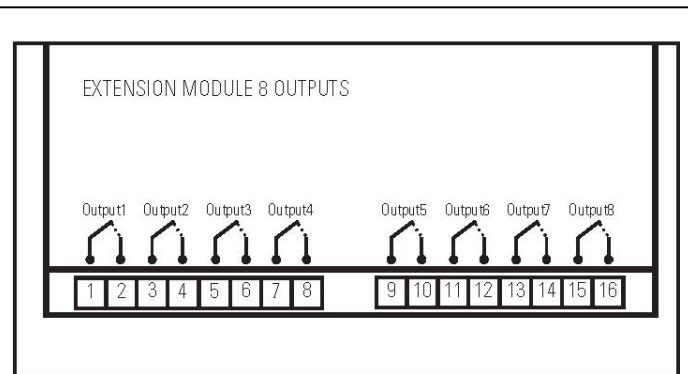 EXTENSION MODULE 8 OUTPUTS
Output1 Output2 Output3 Output4 Output5 Output6 Output7 Output8
1 2 3 4 5 6 7 8 9 10 11 12 13 14 15 16